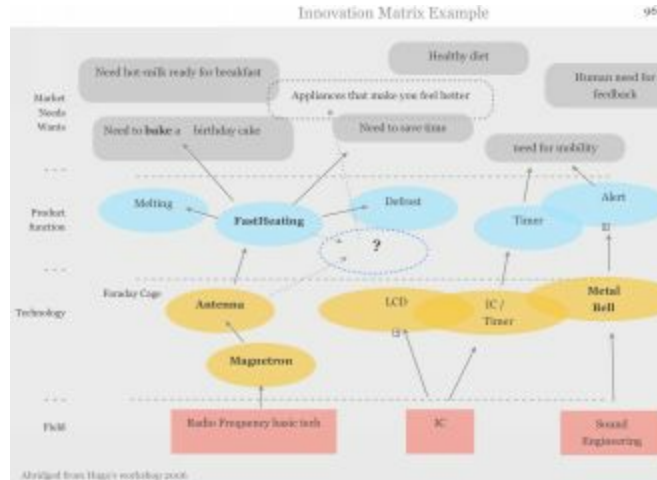 Innovation Matrix Example
96
Healthy diet
Need hot-milk ready for breakfast
Human need for
feedback
Appliances that make you feel better
Market
Needs
Wants
Need to bake a birthday cake
Need to save time
need for mobility
Melting
Defrost
Alert
Product
function
FastHeating
Timer
?
Faraday Cage
Antenna
LCD
IC /
Timer
Metal
Bell
Technology
Magnetron
Field
Radio Frequency basic tech
IC
Sound
Engineering
Abridged from Hugo's workshop 2006